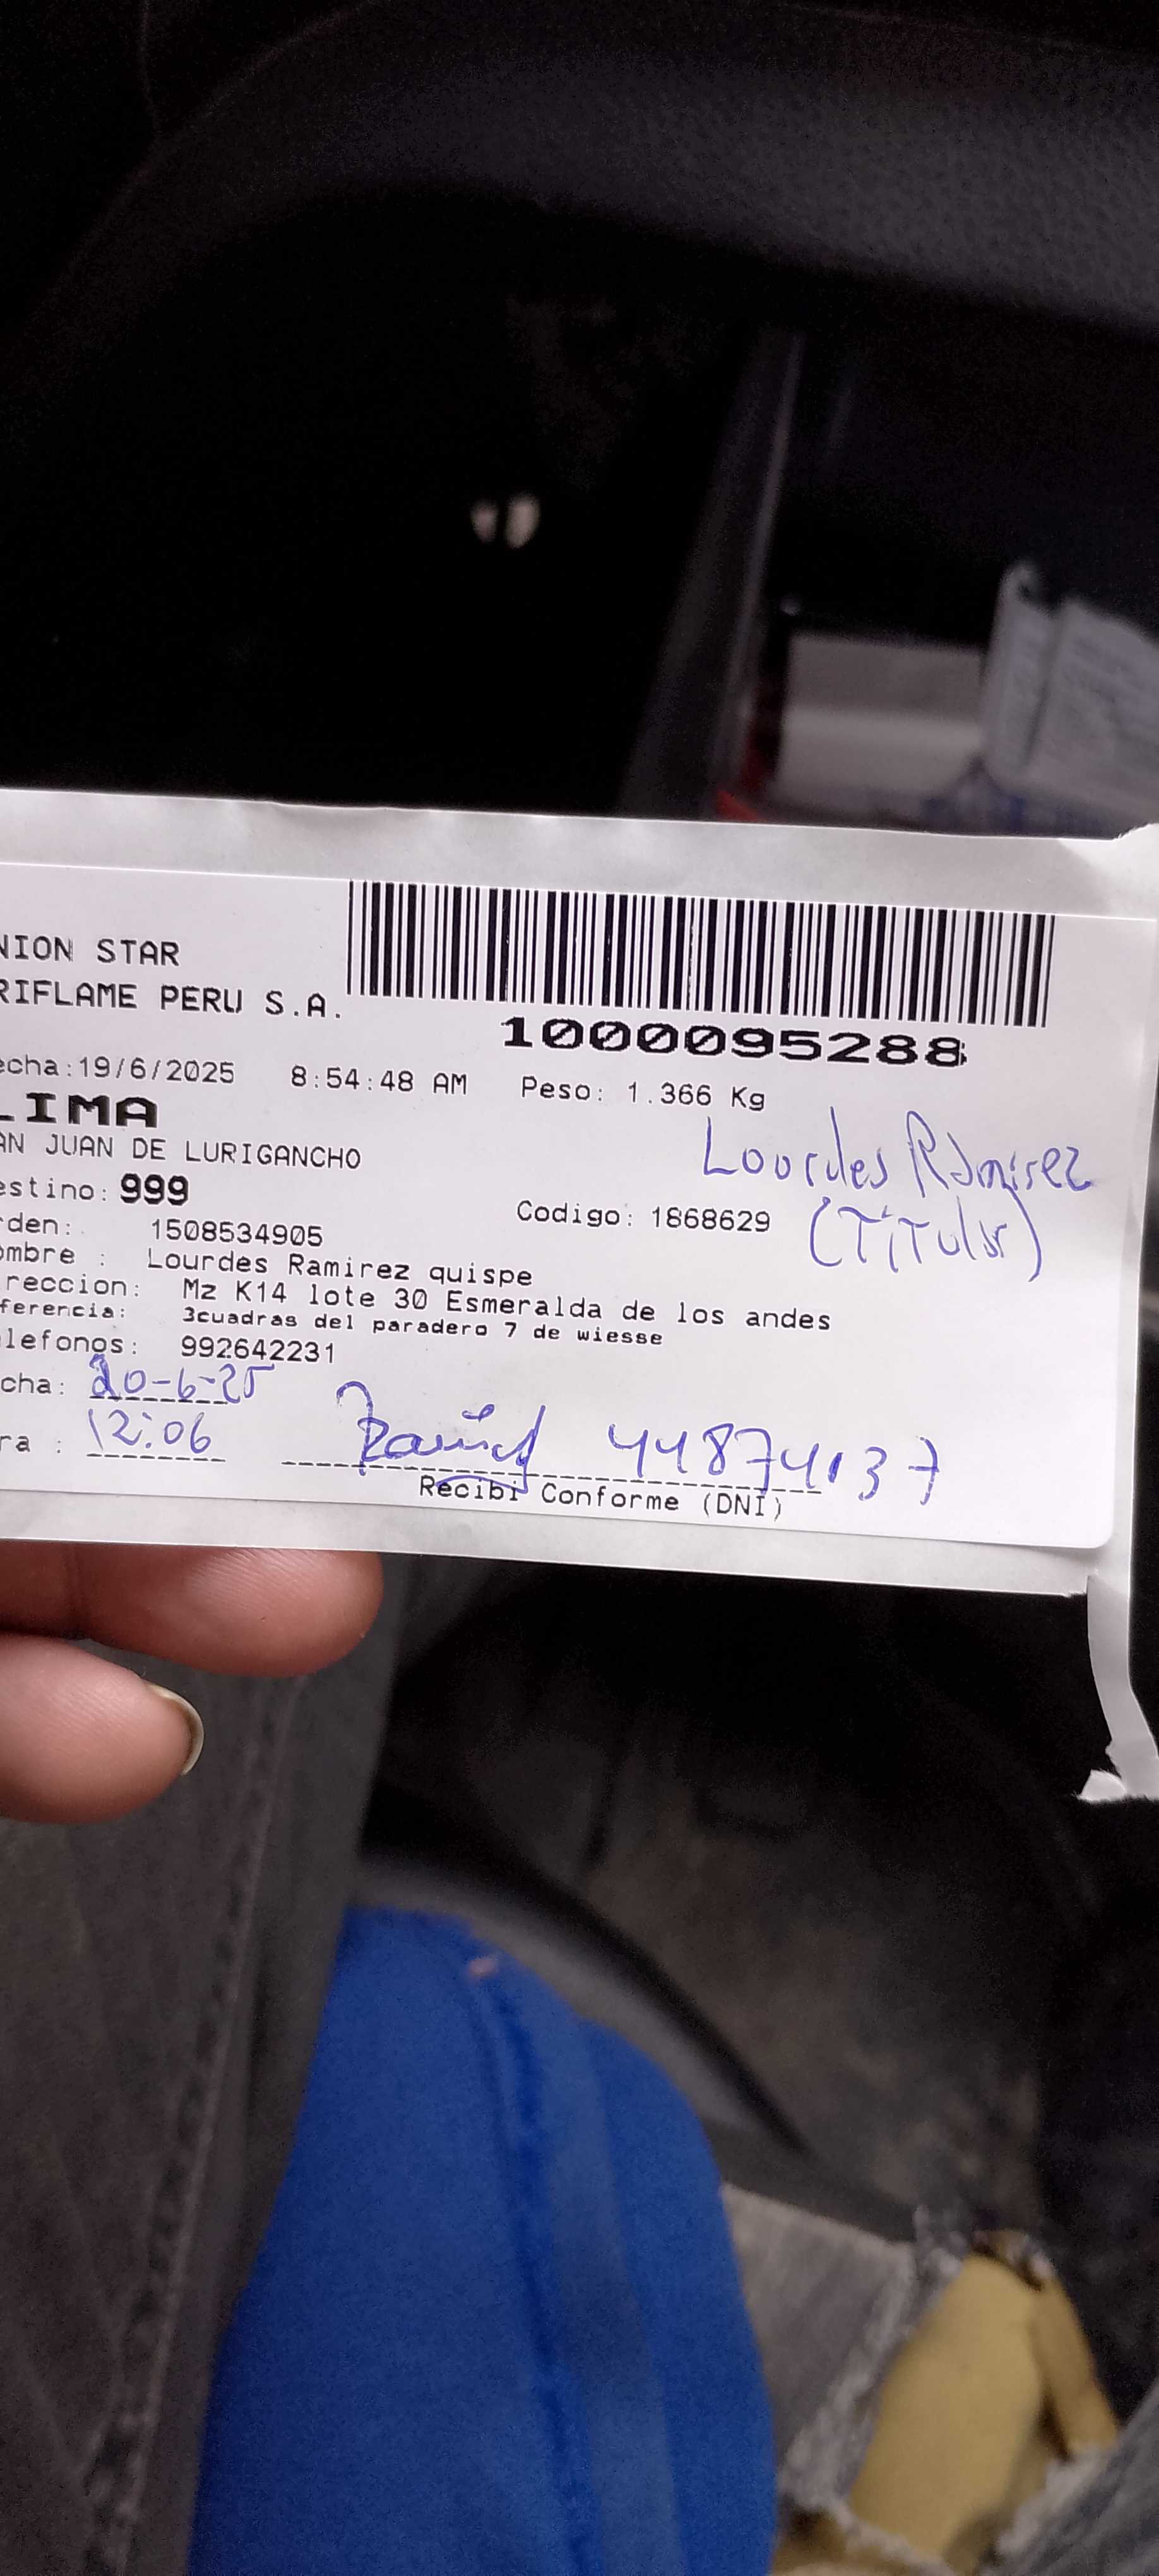 NION STAR
RIFLAME PERU S.A.
1000095288
echa:19/6/2025 8:54:48 AM Peso: 1.366 Kg
LIMA
AN JUAN DE LURIGANCHO
Lourdes Ramirez
(Titular)
estino: 999
Codigo: 1868629
rden: 1508534905
ombre : Lourdes Ramirez quispe
reccion: Mz K14 lote 30 Esmeralda de los andes
ferencia: 3cuadras del paradero 7 de wiesse
lefonos: 992642231
cha: 20-6-25
ra : 12:06
44874137
Recibi Conforme (DNI)